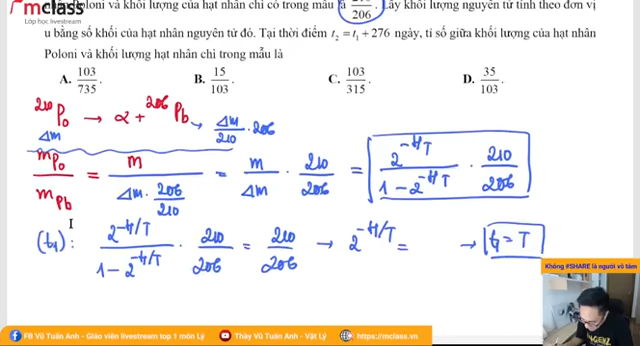 mclass
Lớp học livestream
Poloni và khối lượng của hạt nhân chì có trong mẫu là 206 . Lấy khối lượng nguyên tử tính theo đơn vị
u bằng số khối của hạt nhân nguyên tử đó. Tại thời điểm t₂ = t₁ + 276 ngày, tỉ số giữa khối lượng của hạt nhân
Poloni và khối lượng hạt nhân chì trong mẫu là
A. 103/735 . B. 15/103 . C. 103/315 . D. 35/103 .
²¹⁰Po → α + ²⁰⁶Pb → Δm/210 · 206
Δm
mPo/mPb = m/(Δm · 206/210) = m/Δm · 210/206 = 2^(-t/T)/(1 - 2^(-t/T)) · 210/206
(t₁) : 2^(-t₁/T)/(1 - 2^(-t₁/T)) · 210/206 = 210/206 → 2^(-t₁/T) = → t₁ = T
Không #SHARE là người vô tâm
FB Vũ Tuấn Anh - Giáo viên livestream top 1 môn Lý
Thầy Vũ Tuấn Anh - Vật Lý
https://mclass.vn